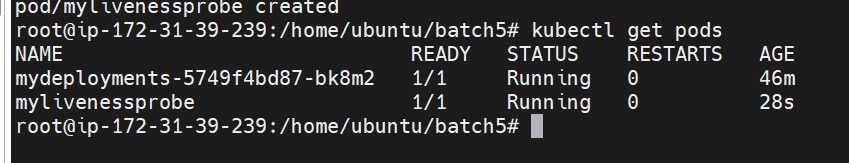 pod/mylivenessprobe created
root@ip-172-31-39-239:/home/ubuntu/batch5# kubectl get pods
NAME READY STATUS RESTARTS AGE
mydeployments-5749f4bd87-bk8m2 1/1 Running 0 46m
mylivenessprobe 1/1 Running 0 28s
root@ip-172-31-39-239:/home/ubuntu/batch5#